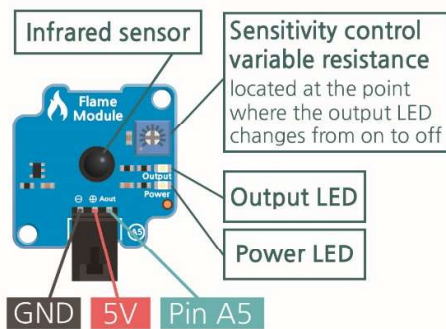 Infrared sensor
Sensitivity control
variable resistance
located at the point
where the output LED
changes from on to off
Flame
Module
Output
Power
⊖ ⊕ Aout
A5
Output LED
Power LED
GND
5V
Pin A5